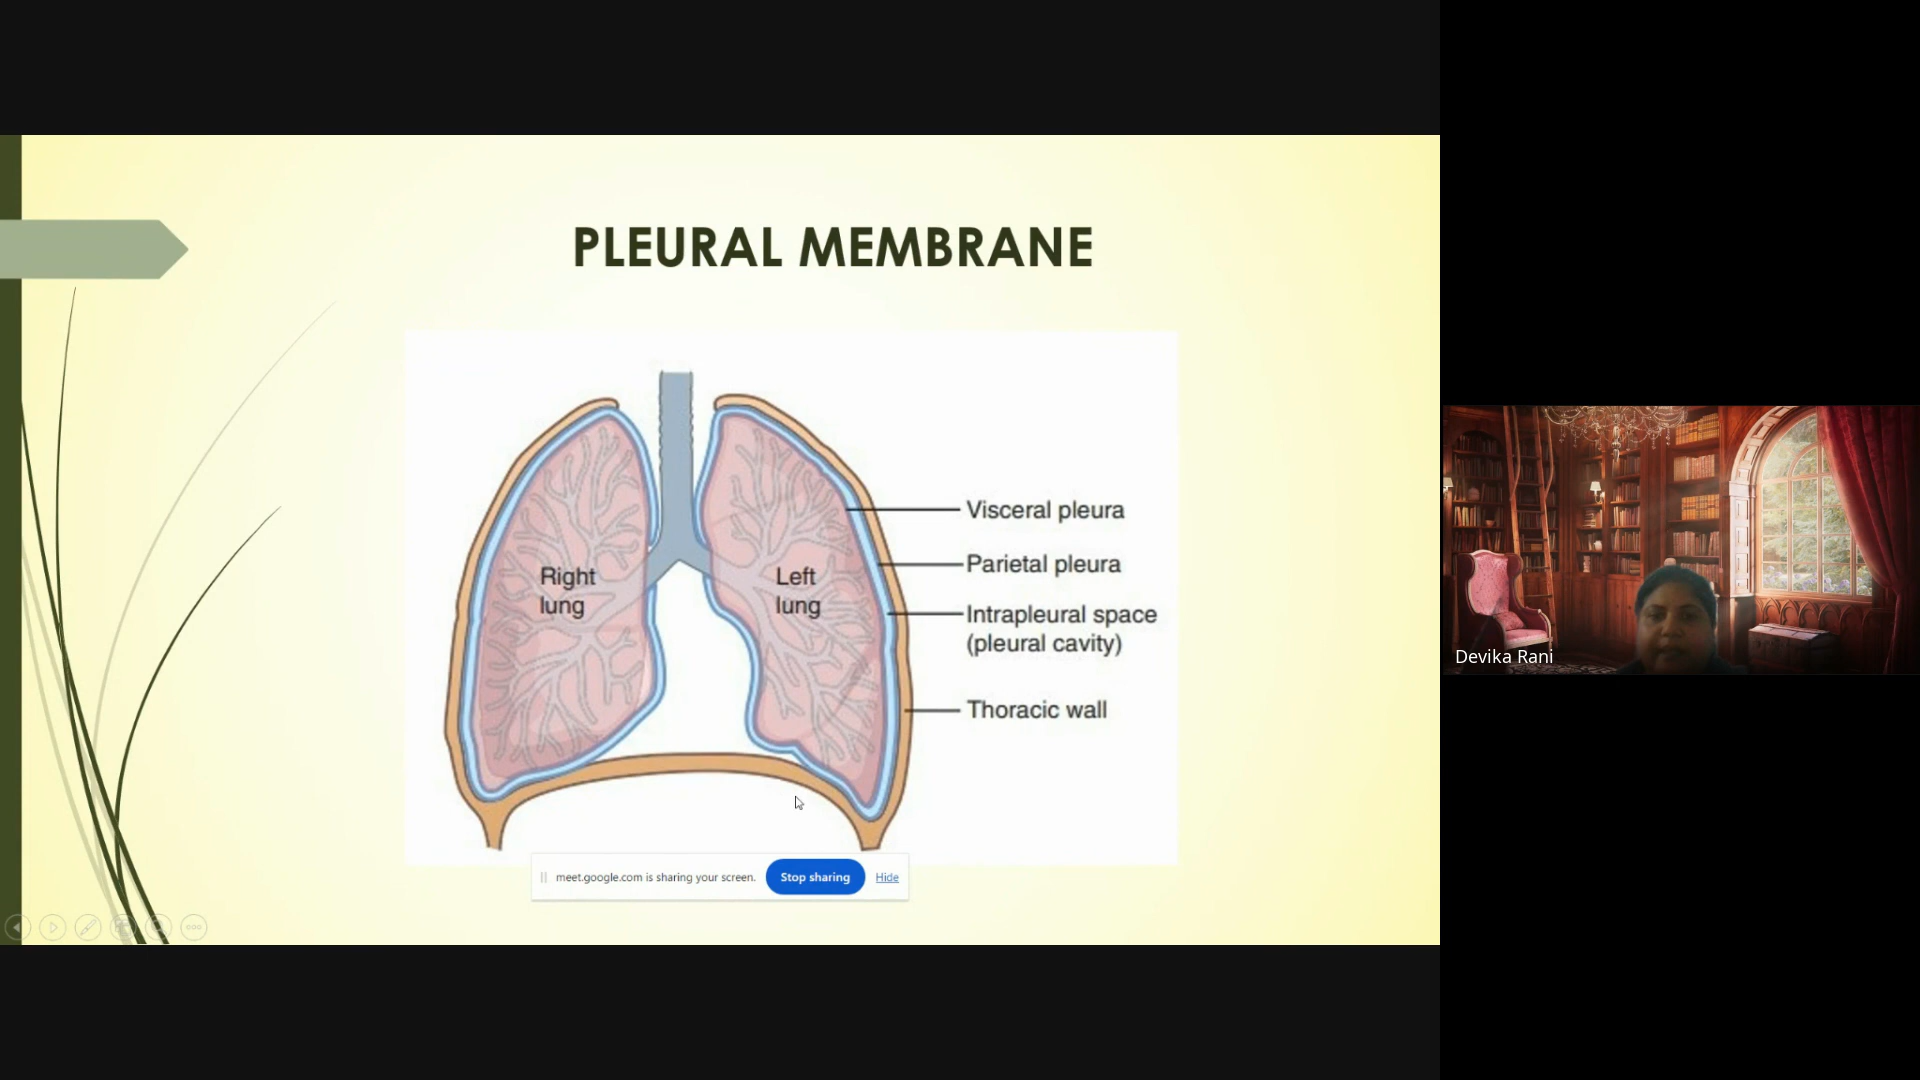 PLEURAL MEMBRANE
Visceral pleura
Parietal pleura
Right
lung
Left
lung
Intrapleural space
(pleural cavity)
Thoracic wall
Devika Rani
meet.google.com is sharing your screen.
Stop sharing
Hide